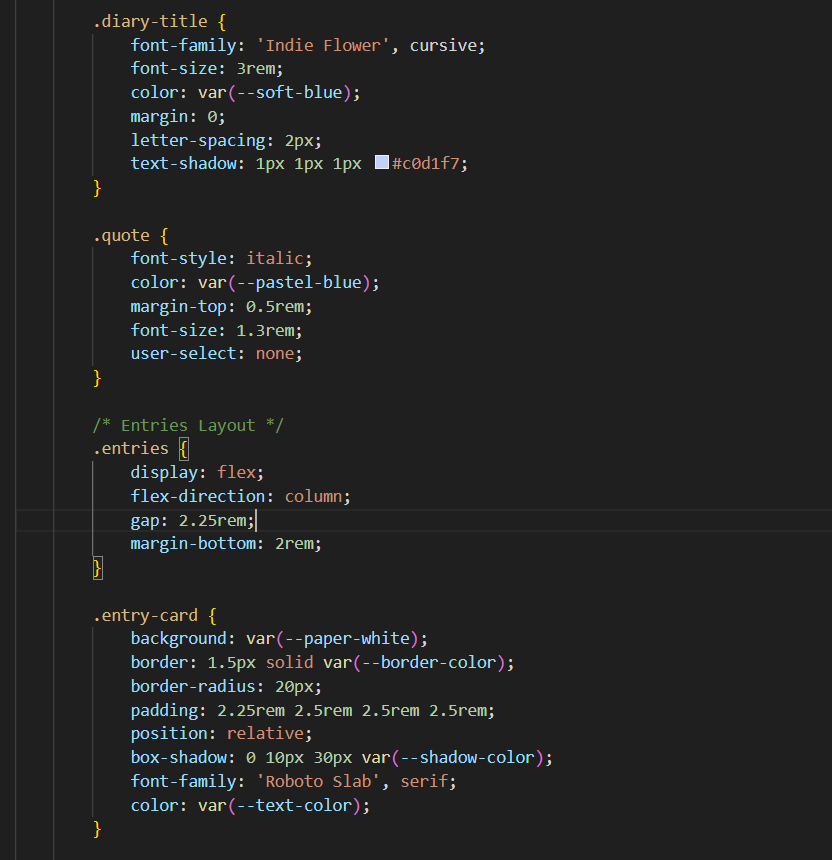 .diary-title {
font-family: 'Indie Flower', cursive;
font-size: 3rem;
color: var(--soft-blue);
margin: 0;
letter-spacing: 2px;
text-shadow: 1px 1px 1px #c0d1f7;
}
.quote {
font-style: italic;
color: var(--pastel-blue);
margin-top: 0.5rem;
font-size: 1.3rem;
user-select: none;
}
/* Entries Layout */
.entries {
display: flex;
flex-direction: column;
gap: 2.25rem;
margin-bottom: 2rem;
}
.entry-card {
background: var(--paper-white);
border: 1.5px solid var(--border-color);
border-radius: 20px;
padding: 2.25rem 2.5rem 2.5rem 2.5rem;
position: relative;
box-shadow: 0 10px 30px var(--shadow-color);
font-family: 'Roboto Slab', serif;
color: var(--text-color);
}